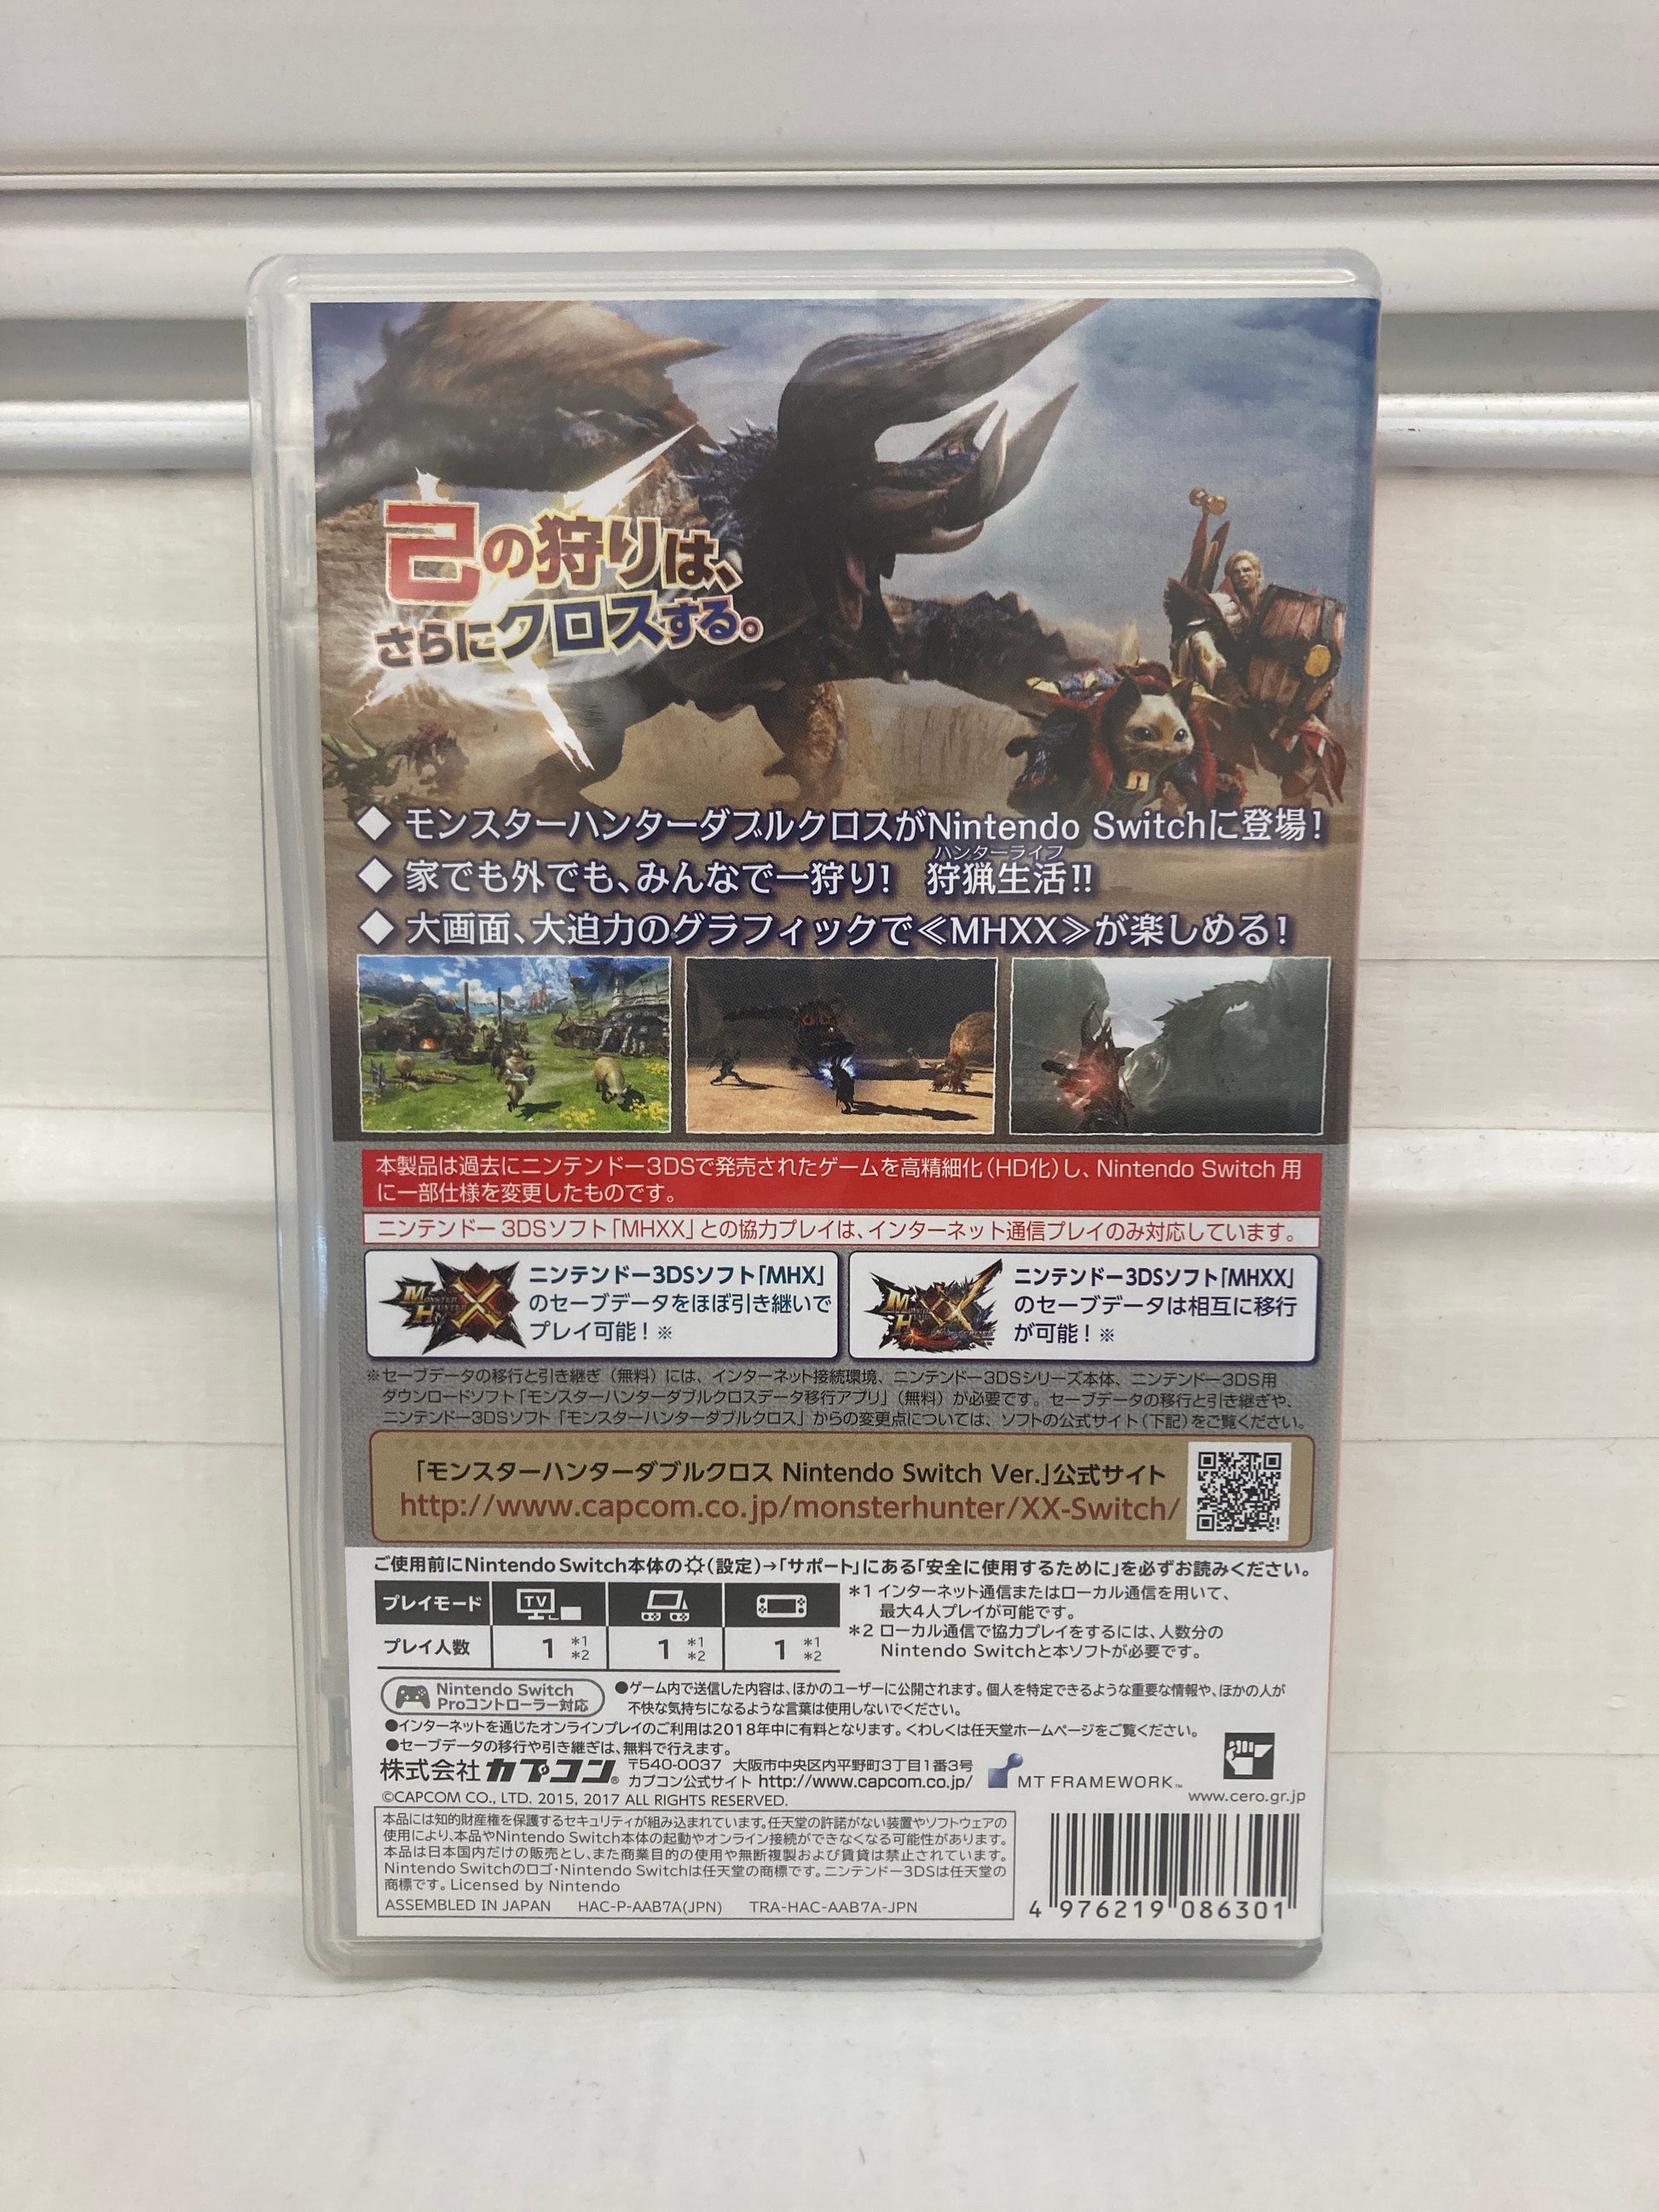 己の狩りは、
さらにクロスする。
◆ モンスターハンターダブルクロスがNintendo Switchに登場！
ハンターライフ
◆ 家でも外でも、みんなで一狩り！ 狩猟生活!!
◆ 大画面、大迫力のグラフィックで≪MHXX≫が楽しめる！
本製品は過去にニンテンドー3DSで発売されたゲームを高精細化（HD化）し、Nintendo Switch 用
に一部仕様を変更したものです。
ニンテンドー3DSソフト「MHXX」との協力プレイは、インターネット通信プレイのみ対応しています。
MONSTER HUNTER X
ニンテンドー3DSソフト「MHX」
のセーブデータをほぼ引き継いで
プレイ可能！※
MONSTER HUNTER XX
ニンテンドー3DSソフト「MHXX」
のセーブデータは相互に移行
が可能！※
※セーブデータの移行と引き継ぎ（無料）には、インターネット接続環境、ニンテンドー3DSシリーズ本体、ニンテンドー3DS用
ダウンロードソフト「モンスターハンターダブルクロスデータ移行アプリ」（無料）が必要です。セーブデータの移行と引き継ぎや、
ニンテンドー3DSソフト「モンスターハンターダブルクロス」からの変更点については、ソフトの公式サイト（下記）をご覧ください。
「モンスターハンターダブルクロス Nintendo Switch Ver.」公式サイト
http://www.capcom.co.jp/monsterhunter/XX-Switch/
ご使用前にNintendo Switch本体の（設定）→「サポート」にある「安全に使用するために」を必ずお読みください。
プレイモード TV
プレイ人数 1 *1 *2 1 *1 *2 1 *1 *2
*1 インターネット通信またはローカル通信を用いて、
最大4人プレイが可能です。
*2 ローカル通信で協力プレイをするには、人数分の
Nintendo Switchと本ソフトが必要です。
Nintendo Switch
Proコントローラー対応
●ゲーム内で送信した内容は、ほかのユーザーに公開されます。個人を特定できるような重要な情報や、ほかの人が
不快な気持ちになるような言葉は使用しないでください。
●インターネットを通じたオンラインプレイのご利用は2018年中に有料となります。くわしくは任天堂ホームページをご覧ください。
●セーブデータの移行や引き継ぎは、無料で行えます。
株式会社カプコン® 〒540-0037 大阪市中央区内平野町3丁目1番3号
カプコン公式サイト http://www.capcom.co.jp/
MT FRAMEWORK™
www.cero.gr.jp
©CAPCOM CO., LTD. 2015, 2017 ALL RIGHTS RESERVED.
本品には知的財産権を保護するセキュリティが組み込まれています。任天堂の許諾がない装置やソフトウェアの
使用により、本品やNintendo Switch本体の起動やオンライン接続ができなくなる可能性があります。
本品は日本国内だけの販売とし、また商業目的の使用や無断複製および賃貸は禁止されています。
Nintendo Switchのロゴ・Nintendo Switchは任天堂の商標です。ニンテンドー3DSは任天堂の
商標です。Licensed by Nintendo
ASSEMBLED IN JAPAN HAC-P-AAB7A(JPN) TRA-HAC-AAB7A-JPN
4 976219 086301